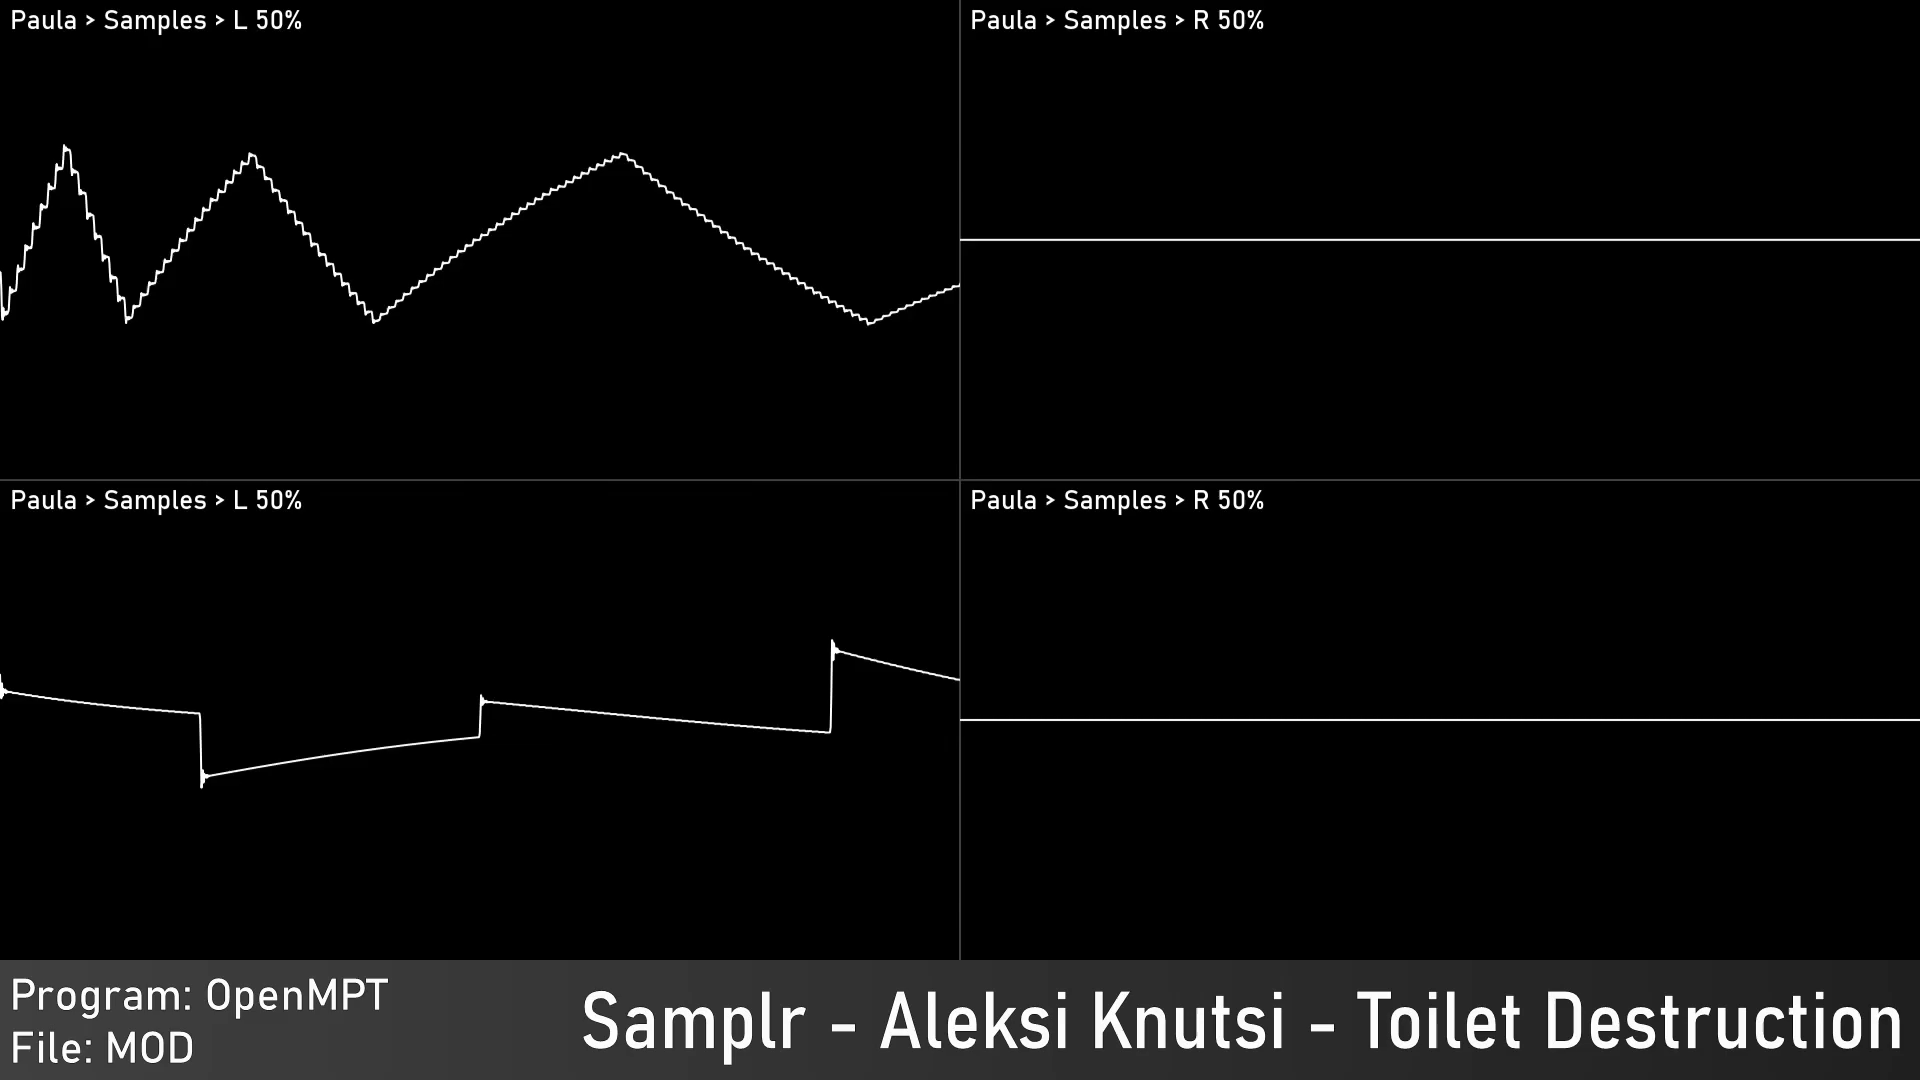 Paula > Samples > L 50%
Paula > Samples > R 50%
Paula > Samples > L 50%
Paula > Samples > R 50%
Program: OpenMPT
File: MOD
Samplr - Aleksi Knutsi - Toilet Destruction